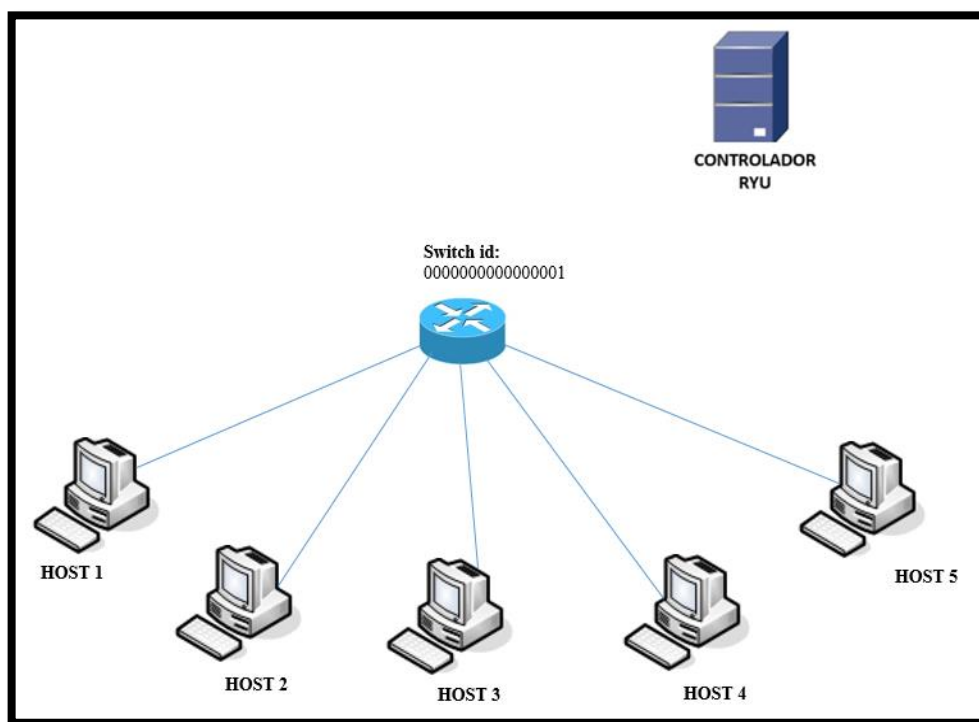 CONTROLADOR
RYU
Switch id:
0000000000000001
HOST 1
HOST 2
HOST 3
HOST 4
HOST 5